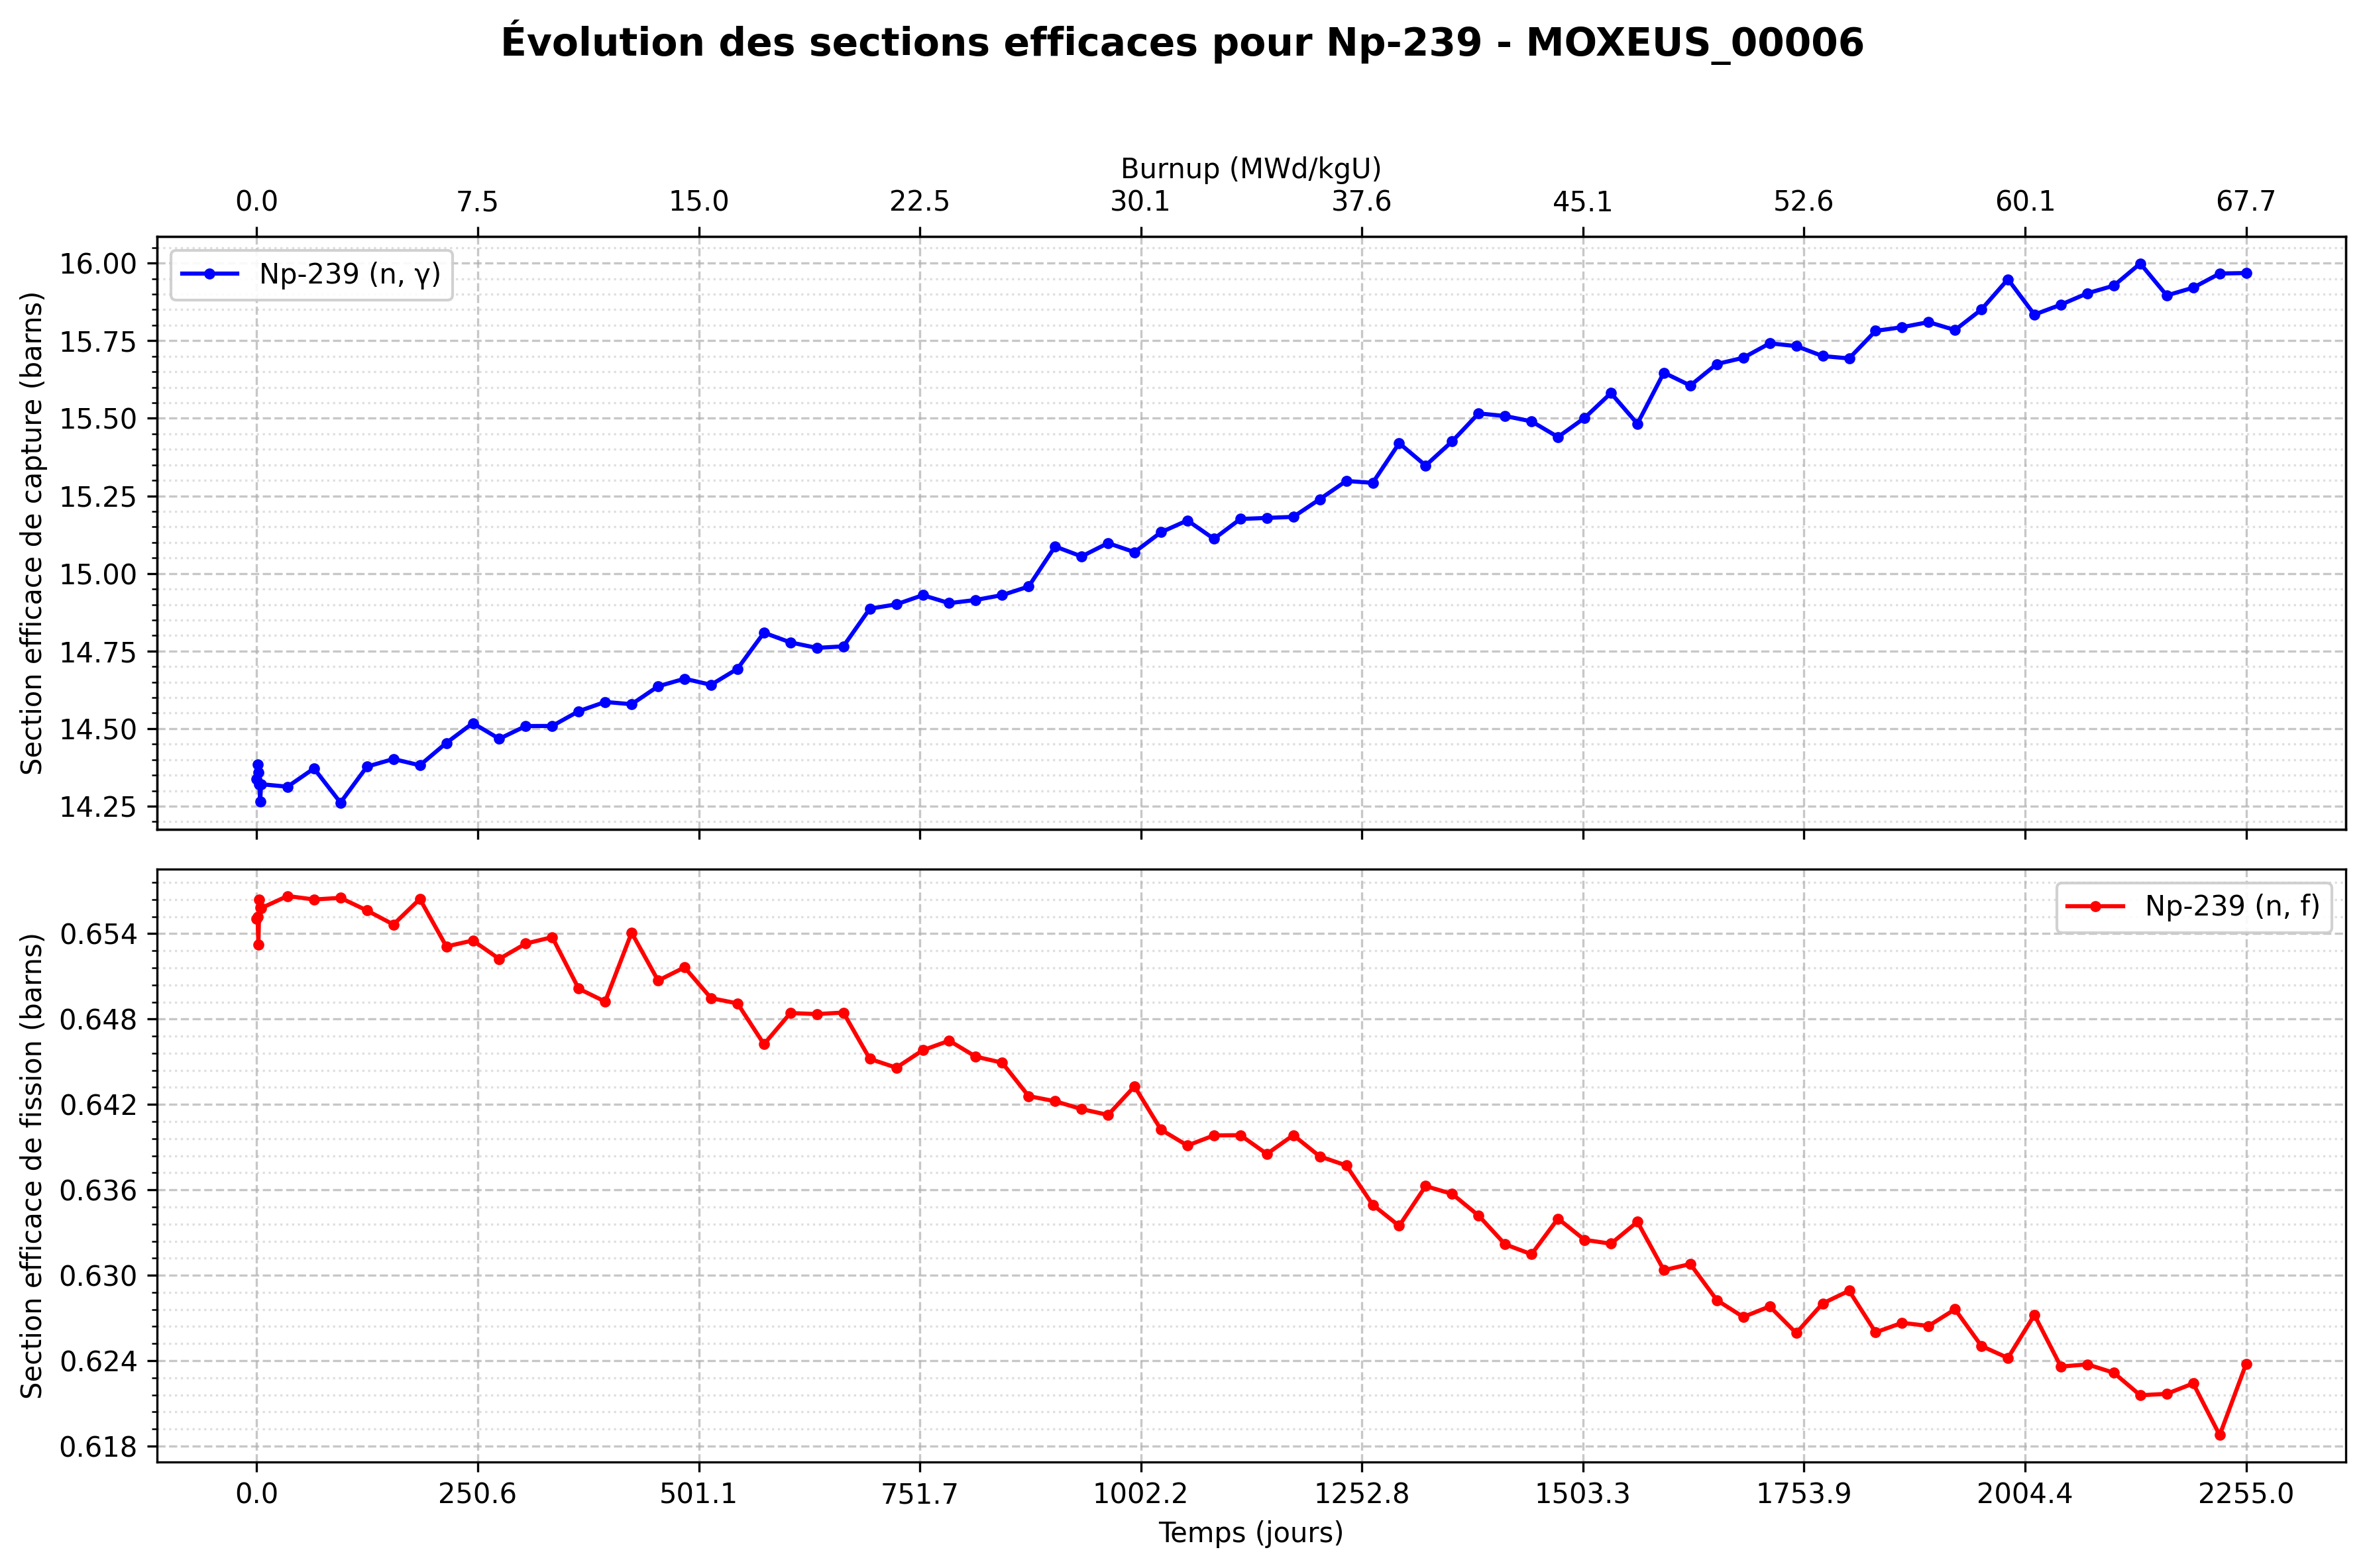 Évolution des sections efficaces pour Np-239 - MOXEUS_00006
Burnup (MWd/kgU)
0.0 7.5 15.0 22.5 30.1 37.6 45.1 52.6 60.1 67.7
Section efficace de capture (barns)
16.00
15.75
15.50
15.25
15.00
14.75
14.50
14.25
Np-239 (n, γ)
Section efficace de fission (barns)
0.654
0.648
0.642
0.636
0.630
0.624
0.618
Np-239 (n, f)
0.0 250.6 501.1 751.7 1002.2 1252.8 1503.3 1753.9 2004.4 2255.0
Temps (jours)